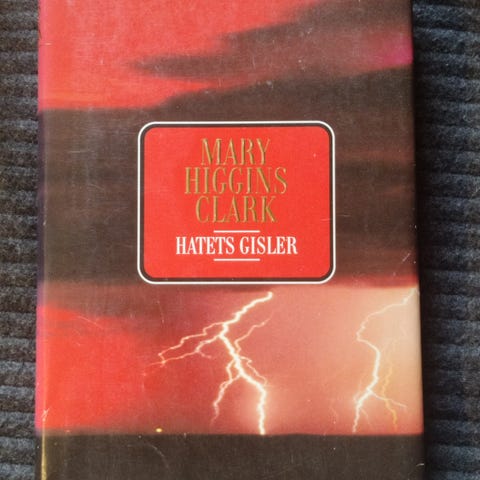 MARY
HIGGINS
CLARK
HATETS GISLER